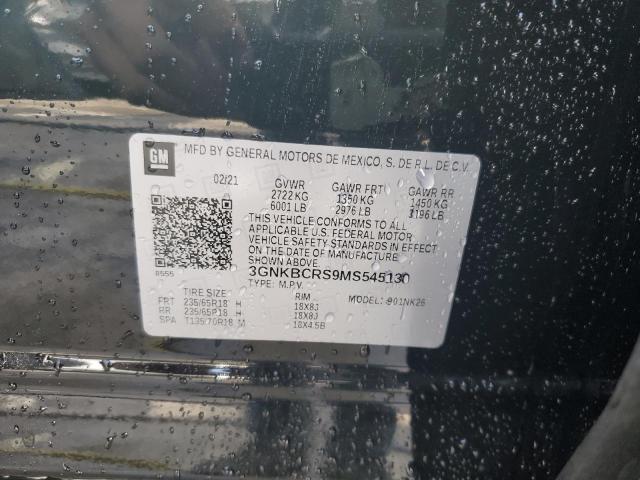 GM
MFD BY GENERAL MOTORS DE MEXICO, S. DE R.L. DE C.V.
02/21 GVWR GAWR FRT GAWR RR
2722 KG 1350 KG 1450 KG
6001 LB 2976 LB 3196 LB
THIS VEHICLE CONFORMS TO ALL
APPLICABLE U.S. FEDERAL MOTOR
VEHICLE SAFETY STANDARDS IN EFFECT
ON THE DATE OF MANUFACTURE
SHOWN ABOVE.
3GNKBCRS9MS545130
0555 TYPE: M.P.V. MODEL: 901NK26
TIRE SIZE RIM
FRT 235/65R18 H 18X8J
RR 235/65R18 H 18X8J
SPA T135/70R18 M 18X4.5B